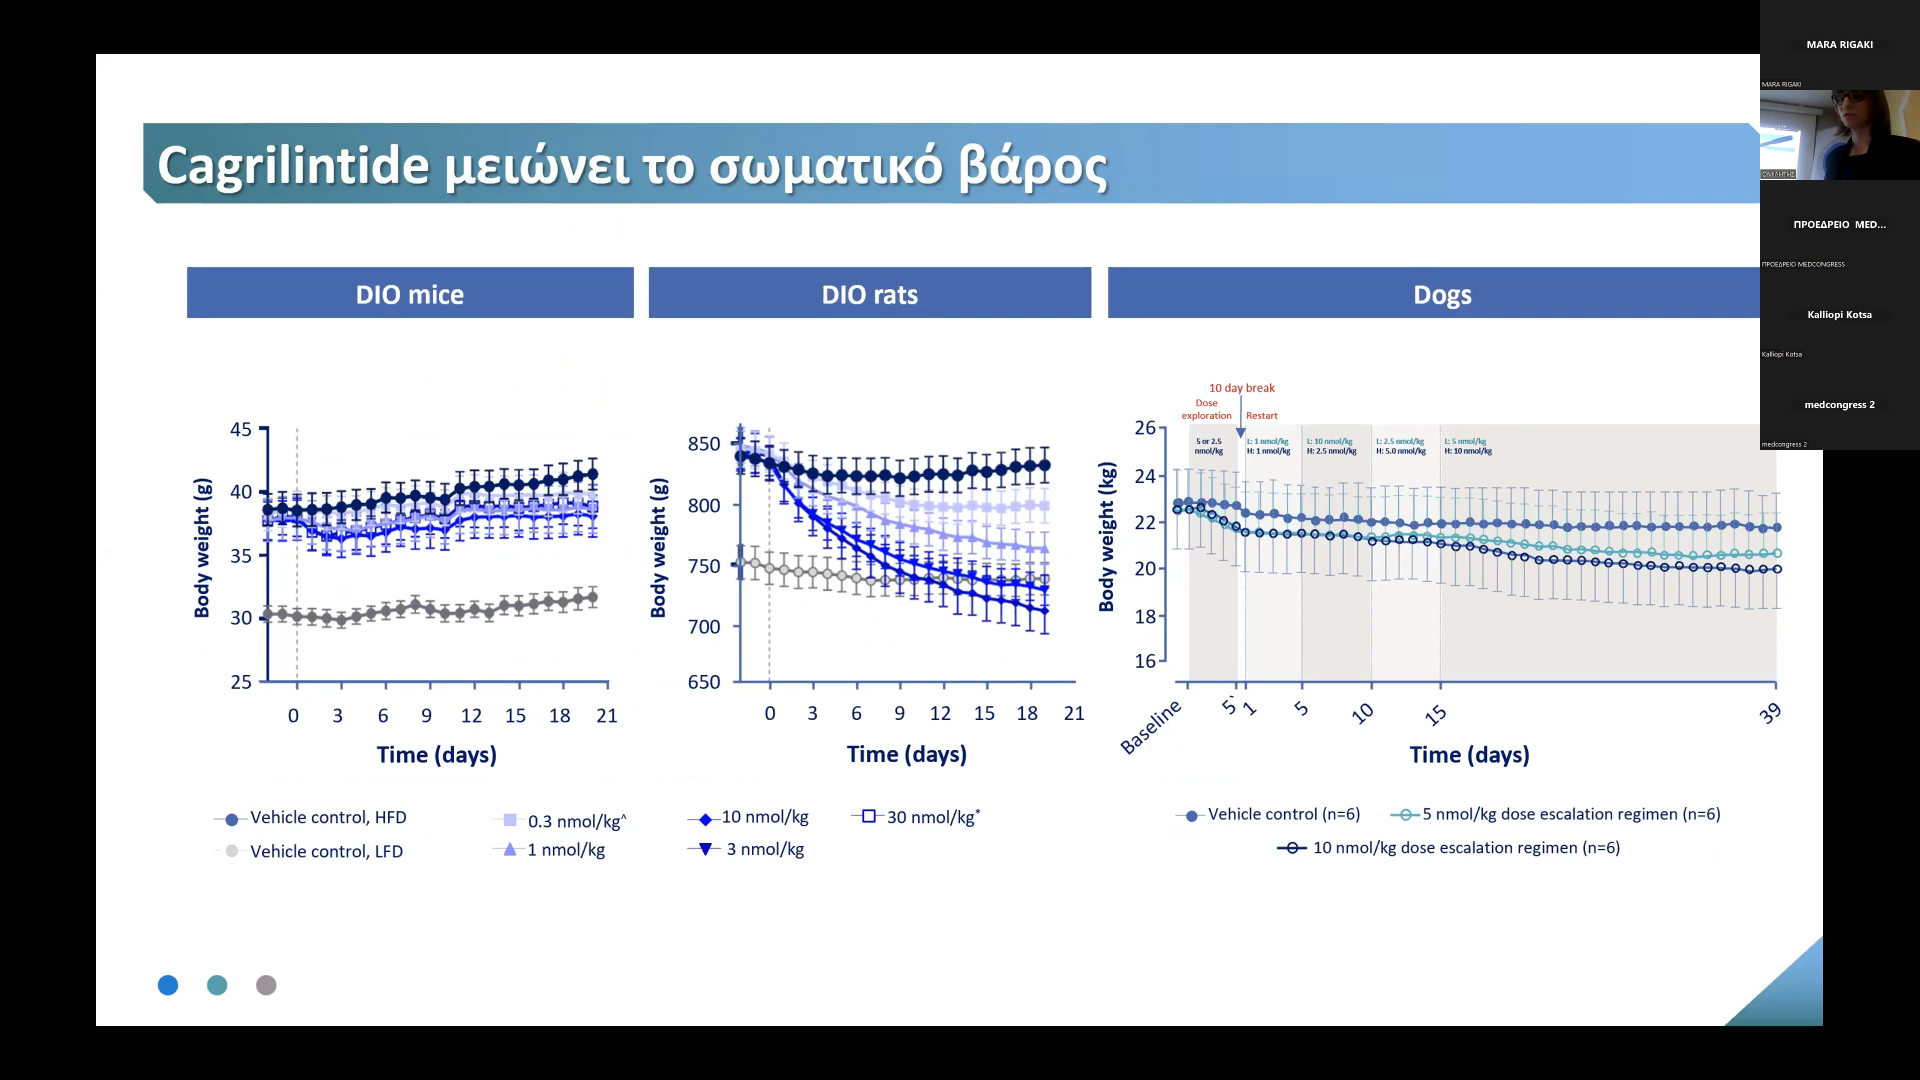 Cagrilintide μειώνει το σωματικό βάρος
DIO mice
DIO rats
Dogs
Body weight (g)
45
40
35
30
25
0 3 6 9 12 15 18 21
Time (days)
Body weight (g)
850
800
750
700
650
0 3 6 9 12 15 18 21
Time (days)
10 day break
Dose
exploration
Restart
5 or 2.5
nmol/kg
L: 1 nmol/kg
H: 1 nmol/kg
L: 10 nmol/kg
H: 2.5 nmol/kg
L: 2.5 nmol/kg
H: 5.0 nmol/kg
L: 5 nmol/kg
H: 10 nmol/kg
Body weight (kg)
26
24
22
20
18
16
Baseline 5` 1 5 10 15 39
Time (days)
Vehicle control, HFD
Vehicle control, LFD
0.3 nmol/kg^
1 nmol/kg
10 nmol/kg
3 nmol/kg
30 nmol/kg*
Vehicle control (n=6)
5 nmol/kg dose escalation regimen (n=6)
10 nmol/kg dose escalation regimen (n=6)
MARA RIGAKI
MARA RIGAKI
ΟΜΙΛΗΤΗΣ
ΠΡΟΕΔΡΕΙΟ MED...
ΠΡΟΕΔΡΕΙΟ MEDCONGRESS
Kalliopi Kotsa
Kalliopi Kotsa
medcongress 2
medcongress 2